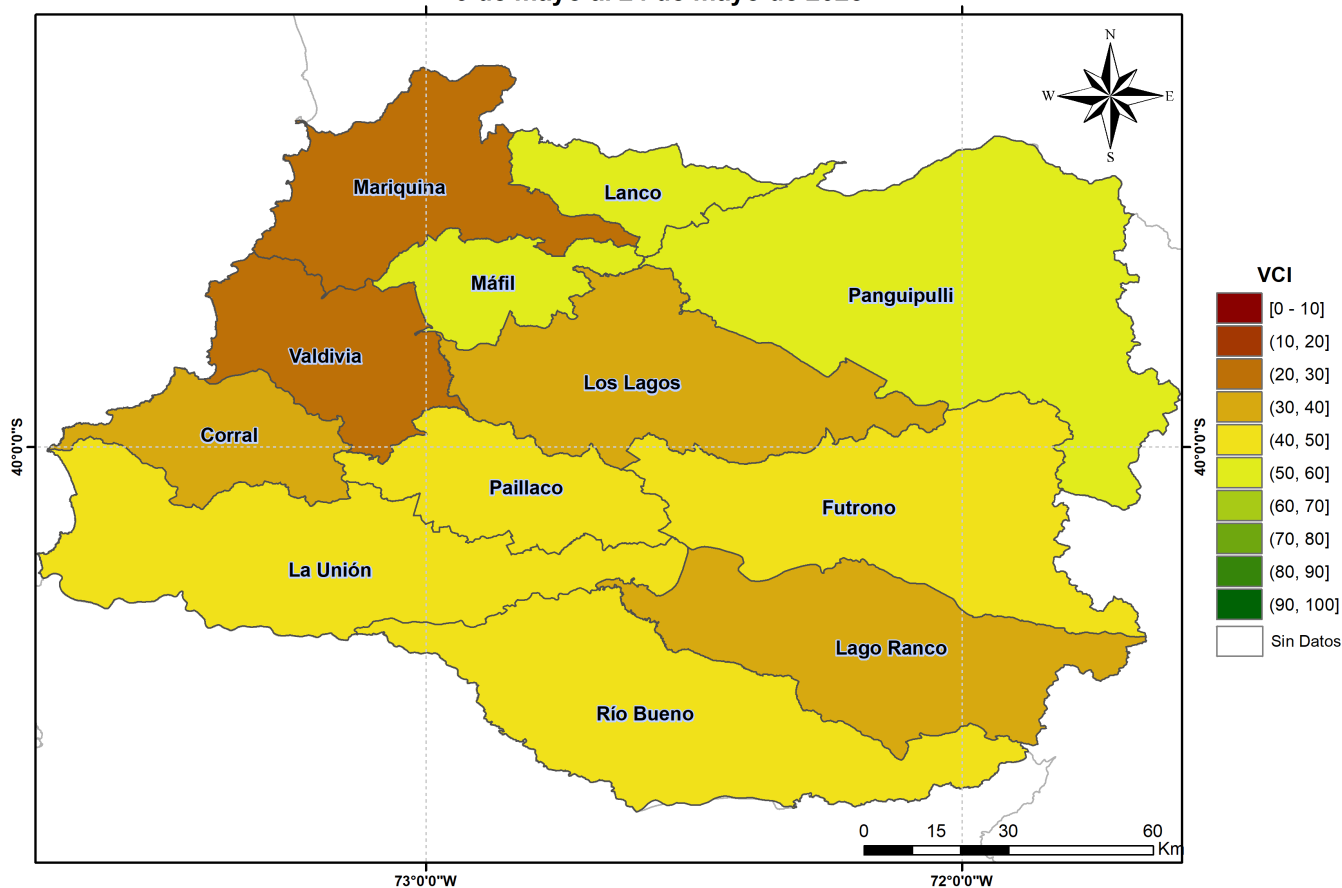 N
W E
S
Mariquina
Lanco
Máfil
Panguipulli
Valdivia
Los Lagos
Corral
Paillaco
Futrono
La Unión
Lago Ranco
Río Bueno
40°0'0"S
40°0'0"S
73°0'0"W
72°0'0"W
0 15 30 60
Km
VCI
[0 - 10]
(10, 20]
(20, 30]
(30, 40]
(40, 50]
(50, 60]
(60, 70]
(70, 80]
(80, 90]
(90, 100]
Sin Datos